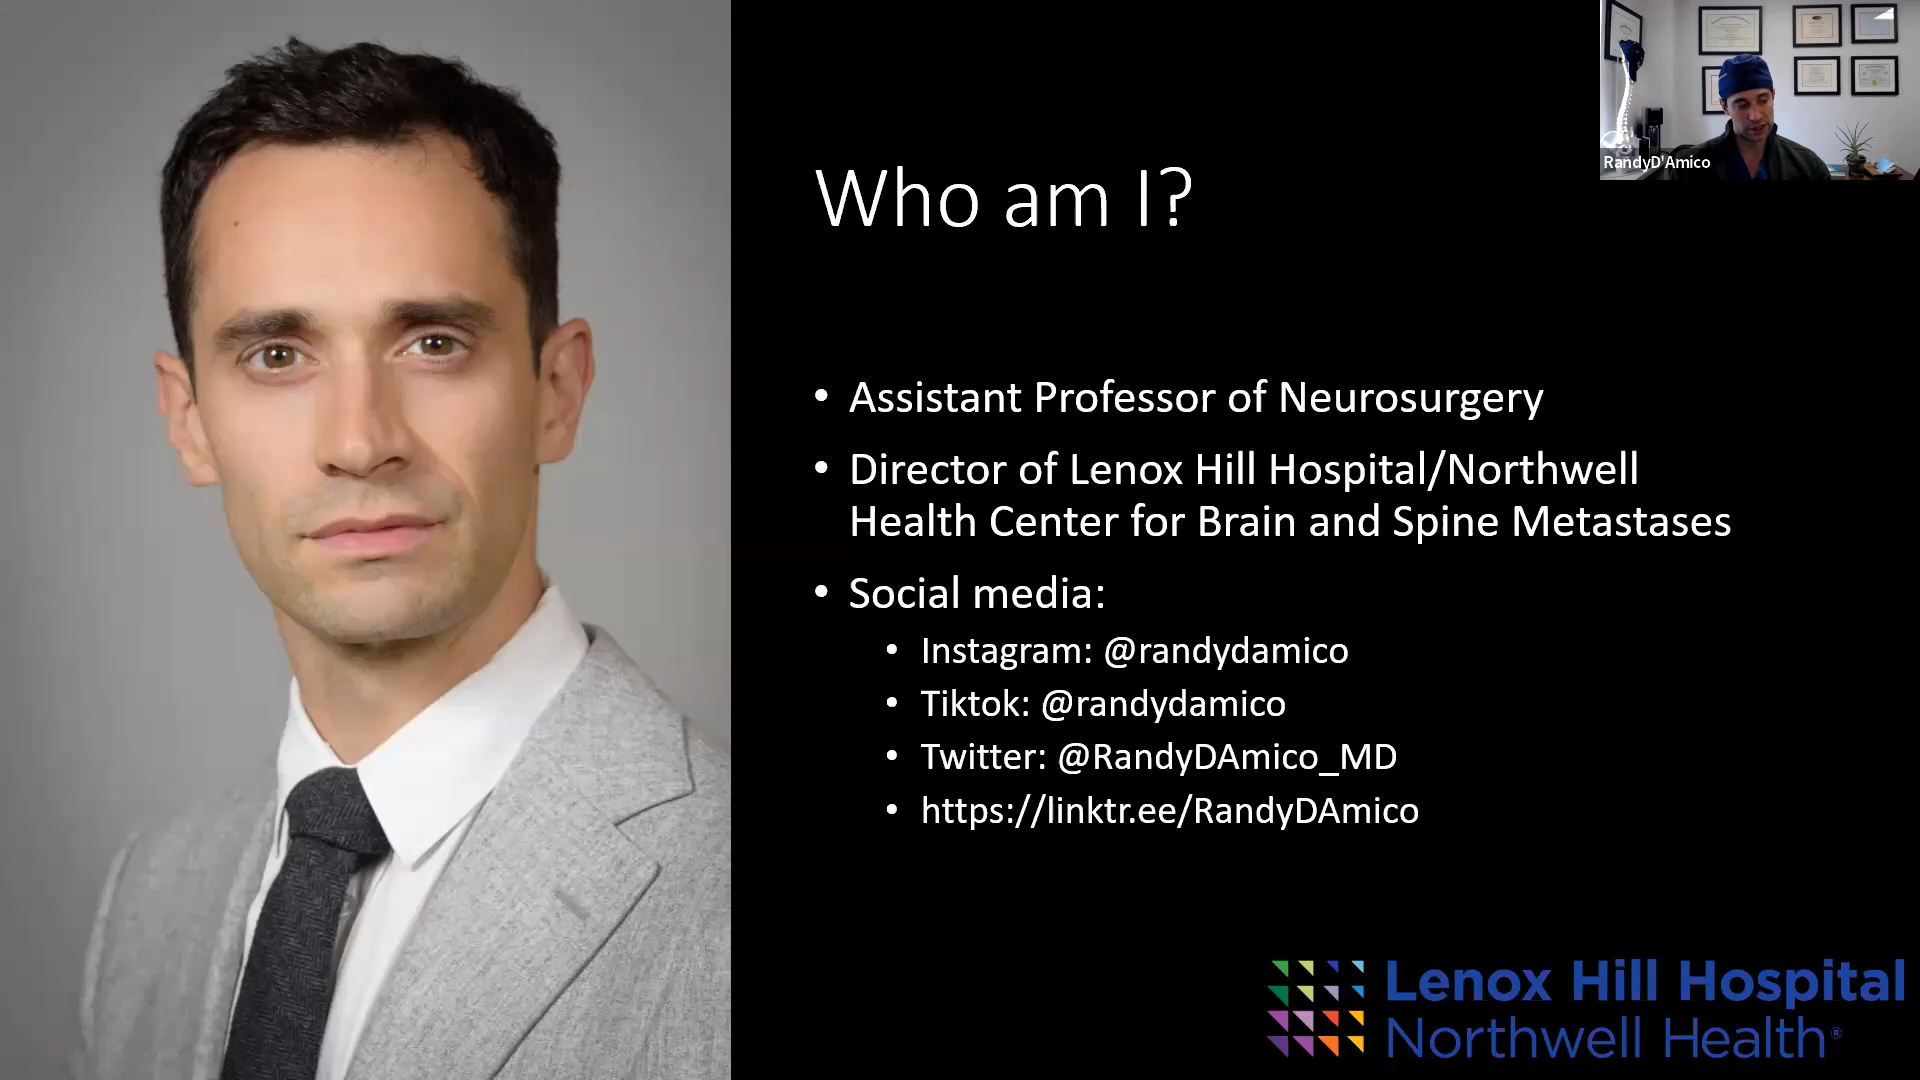 RandyD'Amico
Who am I?
• Assistant Professor of Neurosurgery
• Director of Lenox Hill Hospital/Northwell
Health Center for Brain and Spine Metastases
• Social media:
• Instagram: @randydamico
• Tiktok: @randydamico
• Twitter: @RandyDAmico_MD
• https://linktr.ee/RandyDAmico
Lenox Hill Hospital
Northwell Health®